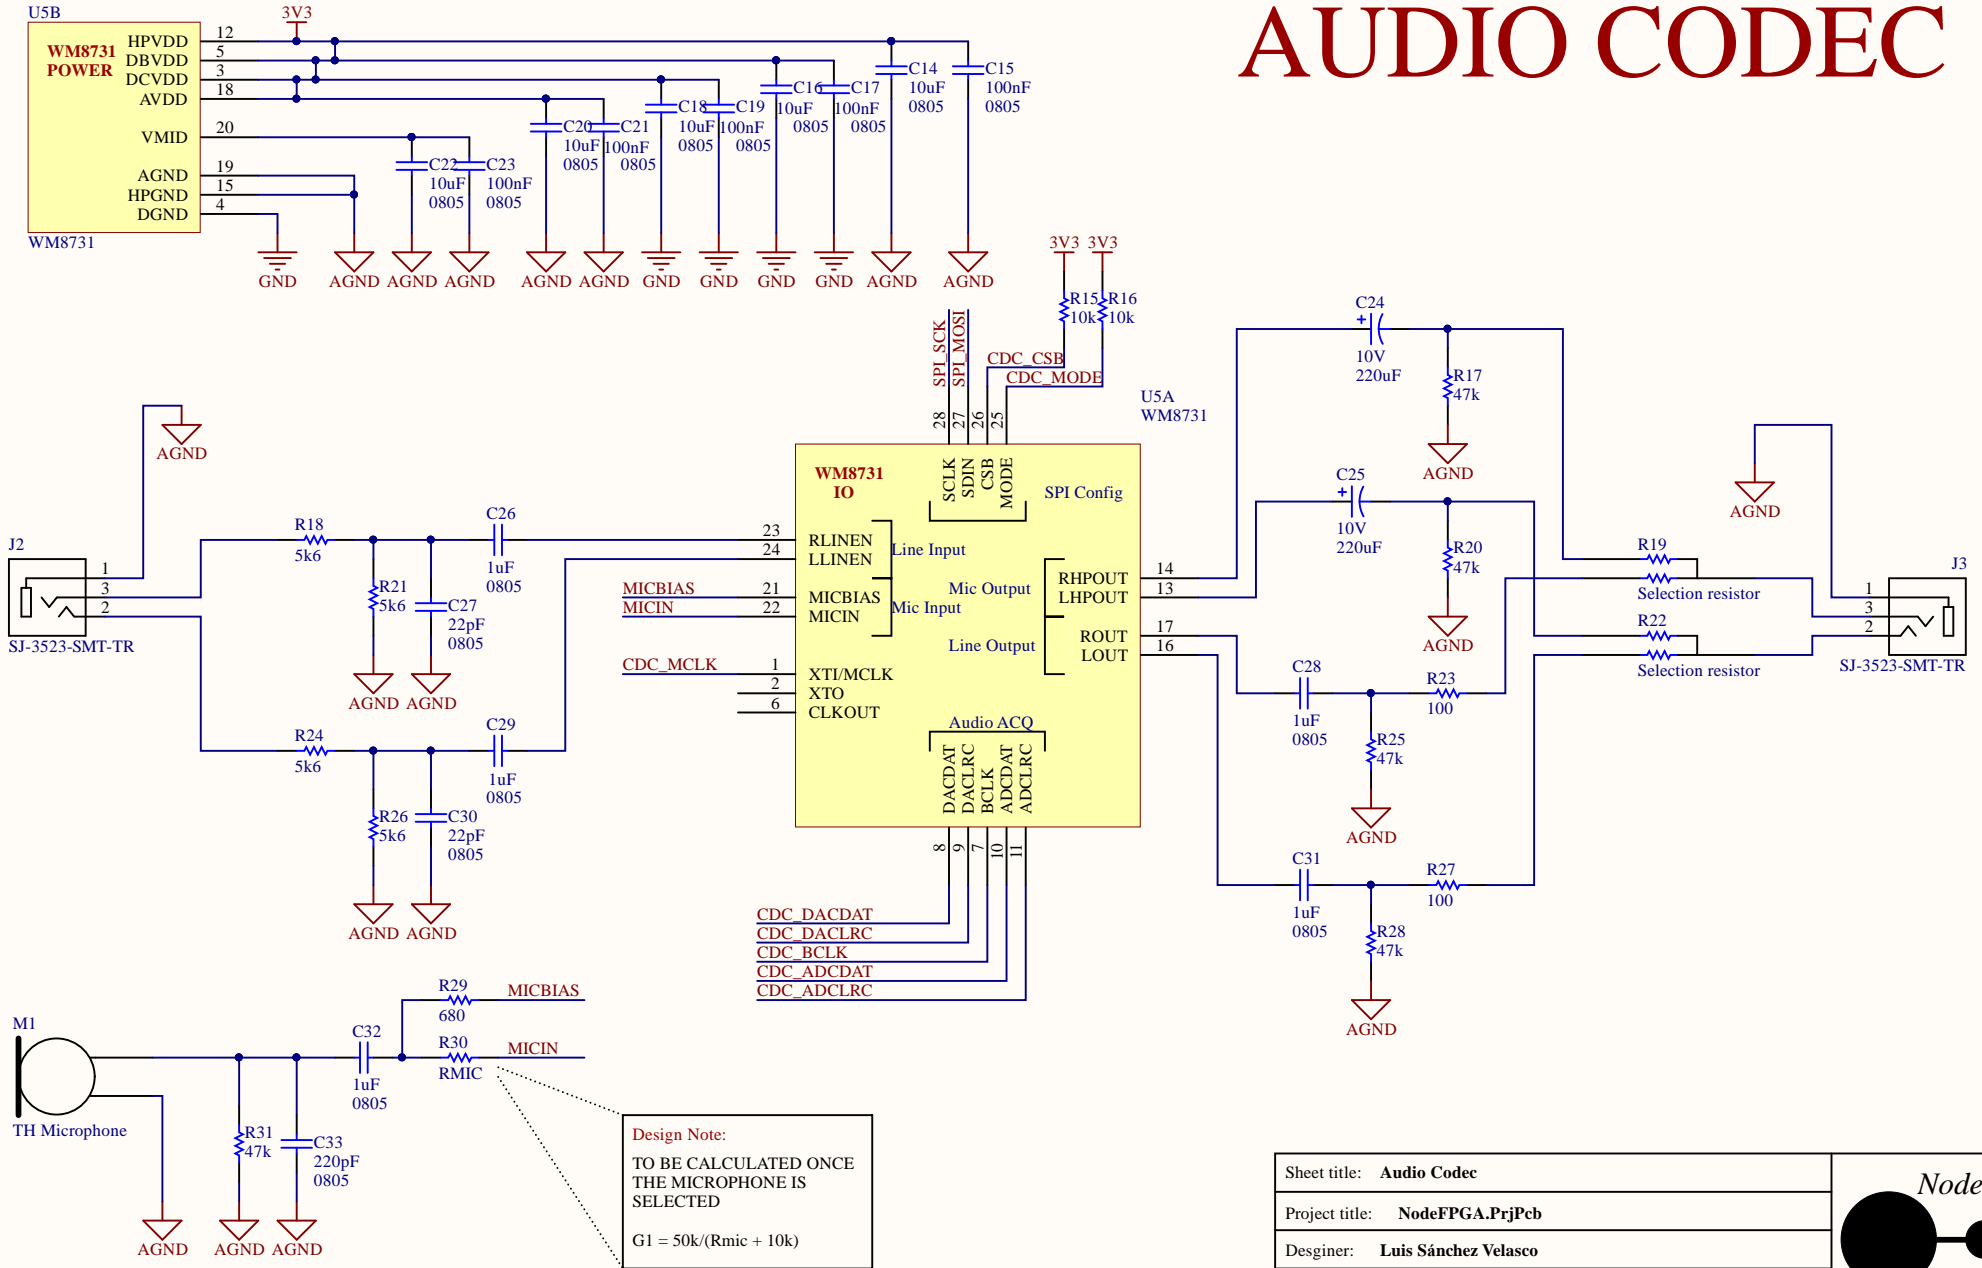 AUDIO CODEC
U5B
WM8731
POWER
HPVDD 12
DBVDD 5
DCVDD 3
AVDD 18
VMID 20
AGND 19
HPGND 15
DGND 4
WM8731
3V3
C22
10uF
0805
C23
100nF
0805
C20
10uF
0805
C21
100nF
0805
C18
10uF
0805
C19
100nF
0805
C16
10uF
0805
C17
100nF
0805
C14
10uF
0805
C15
100nF
0805
GND
AGND
AGND
AGND
AGND
AGND
GND
GND
GND
GND
AGND
AGND
3V3
3V3
R15
10k
R16
10k
SPI_SCK
SPI_MOSI
CDC_CSB
CDC_MODE
28
27
26
25
U5A
WM8731
WM8731
IO
SCLK
SDIN
CSB
MODE
SPI Config
23 RLINEN
24 LLINEN
Line Input
MICBIAS 21 MICBIAS
MICIN 22 MICIN
Mic Input
CDC_MCLK 1 XTI/MCLK
2 XTO
6 CLKOUT
Mic Output
RHPOUT 14
LHPOUT 13
Line Output
ROUT 17
LOUT 16
Audio ACQ
DACDAT
DACLRC
BCLK
ADCDAT
ADCLRC
8
9
7
10
11
CDC_DACDAT
CDC_DACLRC
CDC_BCLK
CDC_ADCDAT
CDC_ADCLRC
AGND
J2
1
3
2
SJ-3523-SMT-TR
R18
5k6
R21
5k6
C27
22pF
0805
C26
1uF
0805
AGND
AGND
R24
5k6
R26
5k6
C30
22pF
0805
C29
1uF
0805
AGND
AGND
C24
+
10V
220uF
R17
47k
AGND
C25
+
10V
220uF
R20
47k
AGND
AGND
R19
Selection resistor
R22
Selection resistor
J3
1
3
2
SJ-3523-SMT-TR
C28
1uF
0805
R23
100
R25
47k
AGND
C31
1uF
0805
R27
100
R28
47k
AGND
M1
TH Microphone
R31
47k
C33
220pF
0805
C32
1uF
0805
R29
680
MICBIAS
R30
RMIC
MICIN
AGND
AGND
AGND
Design Note:
TO BE CALCULATED ONCE
THE MICROPHONE IS
SELECTED
G1 = 50k/(Rmic + 10k)
Sheet title: Audio Codec
Project title: NodeFPGA.PrjPcb
Desginer: Luis Sánchez Velasco
Node